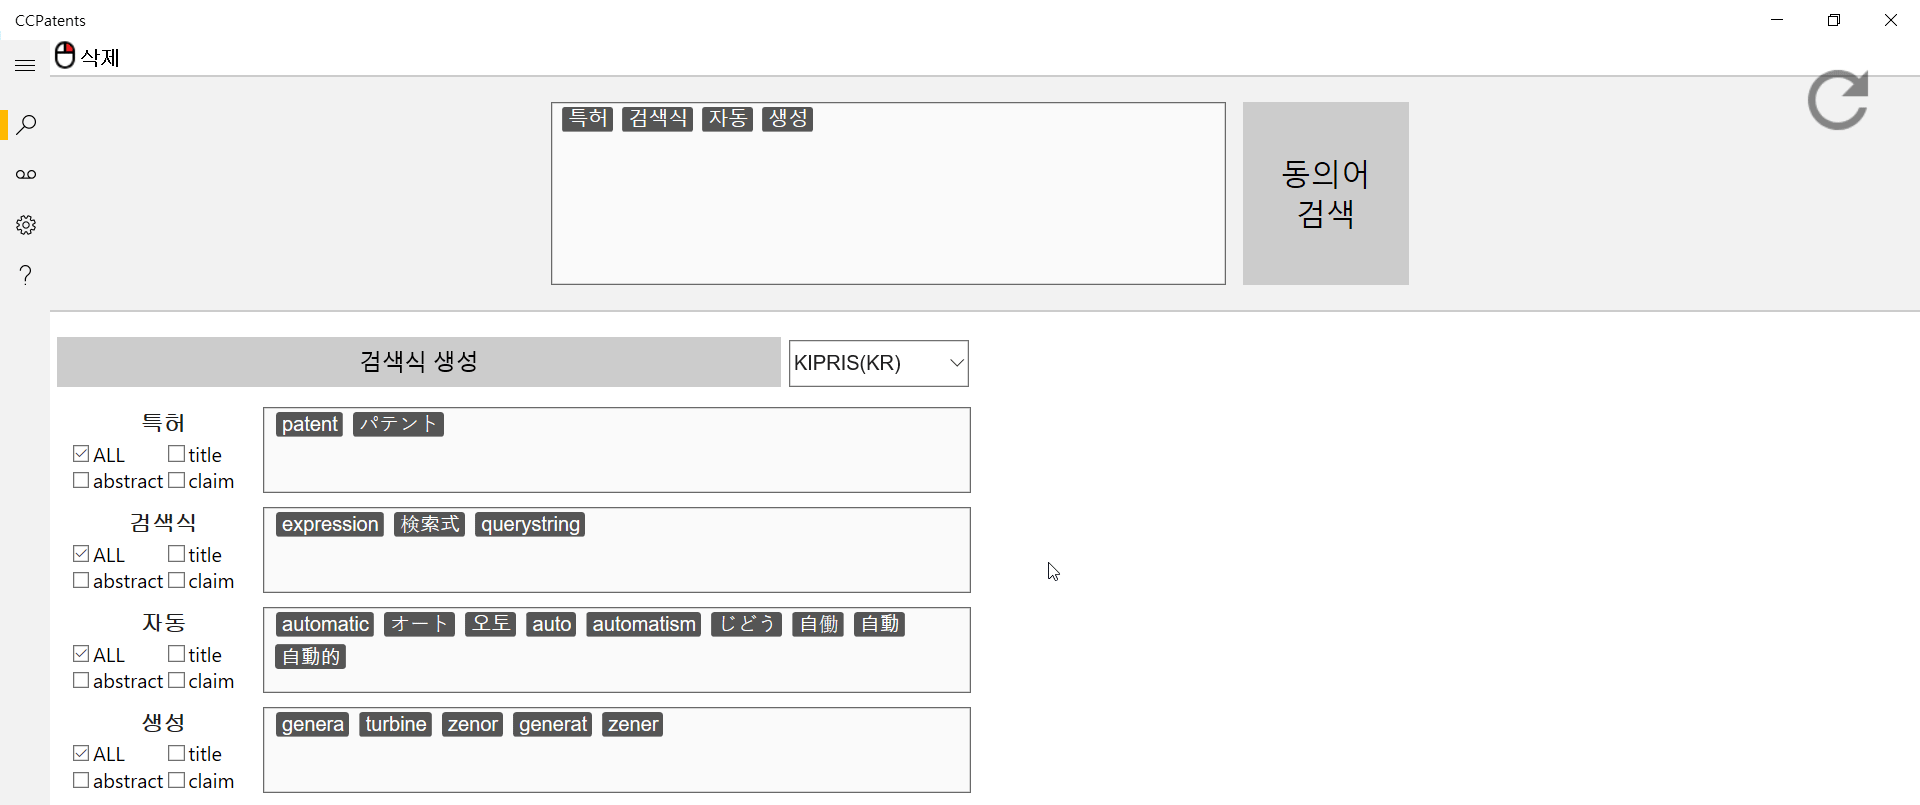 CCPatents
삭제
특허 검색식 자동 생성
동의어
검색
검색식 생성
KIPRIS(KR)
특허
ALL title
abstract claim
patent パテント
검색식
ALL title
abstract claim
expression 検索式 querystring
자동
ALL title
abstract claim
automatic オート 오토 auto automatism じどう 自働 自動
自動的
생성
ALL title
abstract claim
genera turbine zenor generat zener